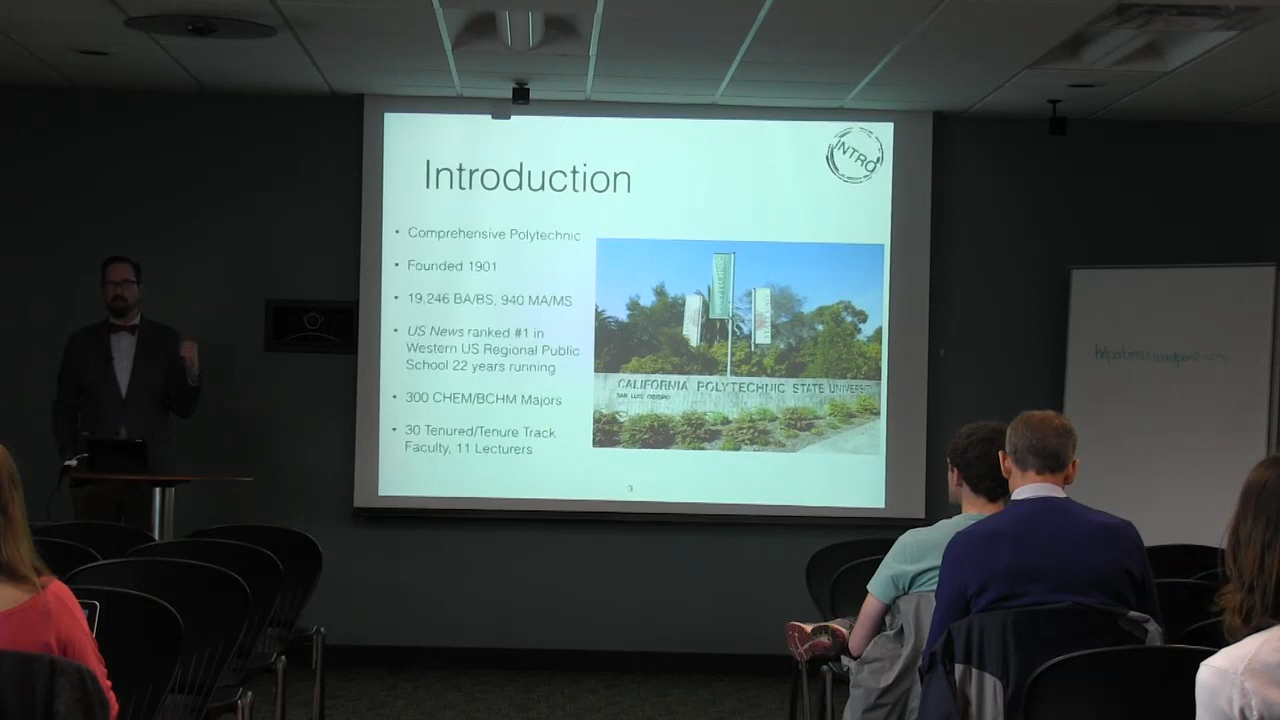 INTRO
Introduction
• Comprehensive Polytechnic
• Founded 1901
• 19,246 BA/BS, 940 MA/MS
• US News ranked #1 in
Western US Regional Public
School 22 years running
• 300 CHEM/BCHM Majors
• 30 Tenured/Tenure Track
Faculty, 11 Lecturers
CALIFORNIA POLYTECHNIC STATE UNIVERSITY
SAN LUIS OBISPO
3